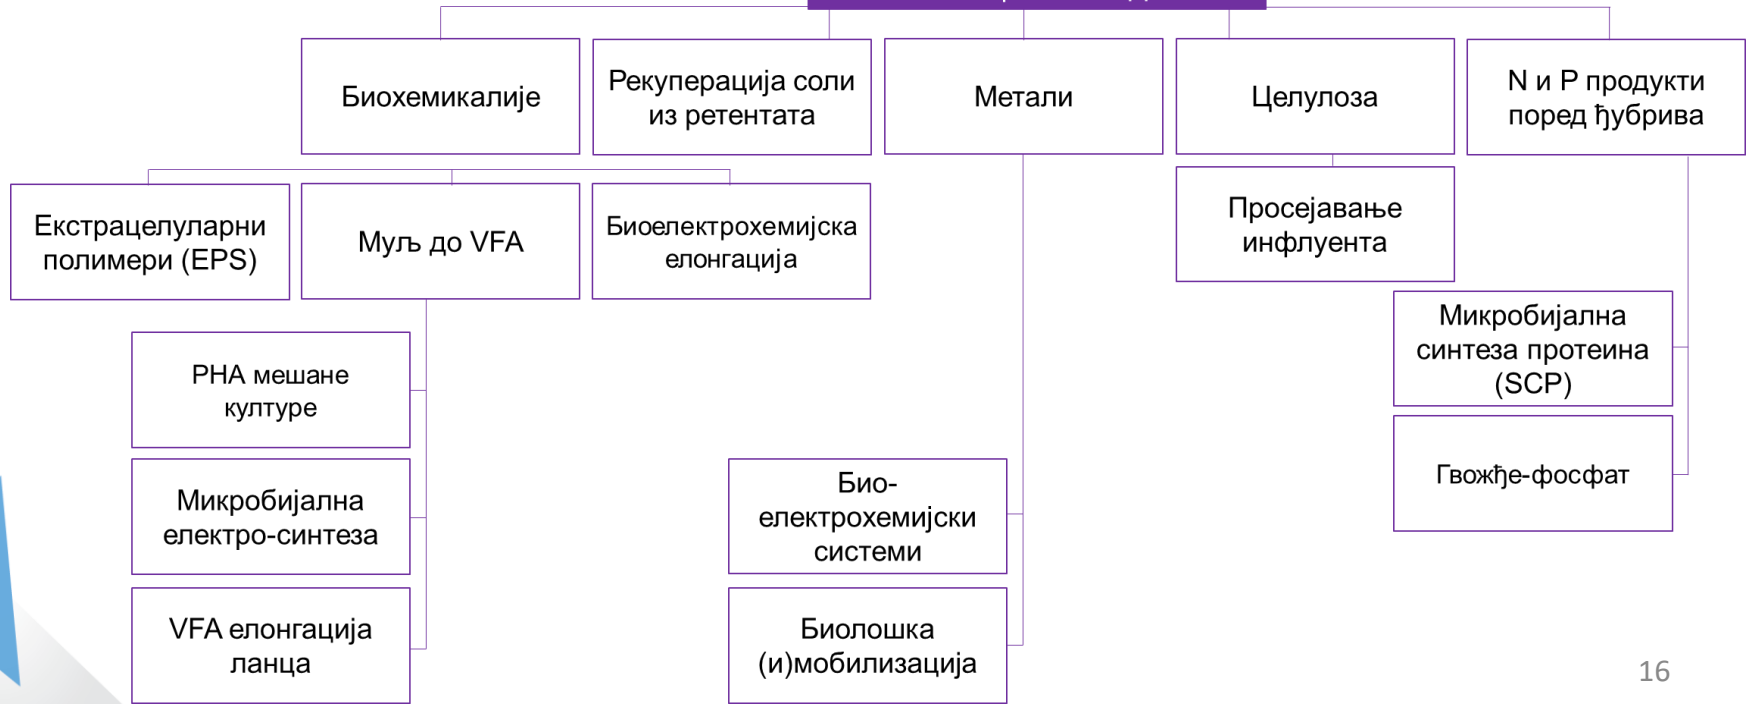 Биохемикалије
Рекуперација соли
из ретентата
Метали
Целулоза
N и P продукти
поред ђубрива
Екстрацелуларни
полимери (EPS)
Муљ до VFA
Биоелектрохемијска
елонгација
Просејавање
инфлуента
PHA мешане
културе
Микробијална
електро-синтеза
VFA елонгација
ланца
Био-
електрохемијски
системи
Биолошка
(и)мобилизација
Микробијална
синтеза протеина
(SCP)
Гвожђе-фосфат
16